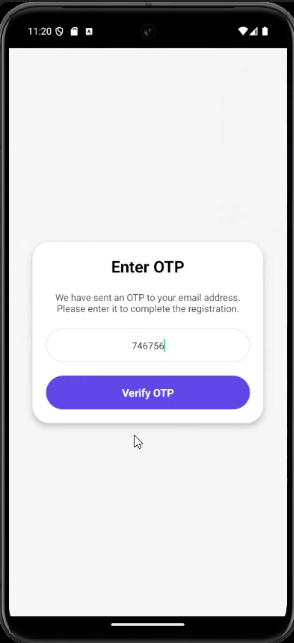 11:20
Enter OTP
We have sent an OTP to your email address.
Please enter it to complete the registration.
746756
Verify OTP